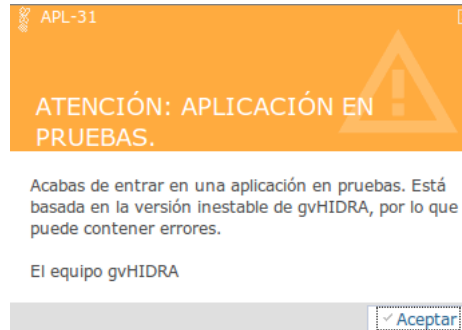 APL-31
ATENCIÓN: APLICACIÓN EN
PRUEBAS.
Acabas de entrar en una aplicación en pruebas. Está
basada en la versión inestable de gvHIDRA, por lo que
puede contener errores.
El equipo gvHIDRA
Aceptar